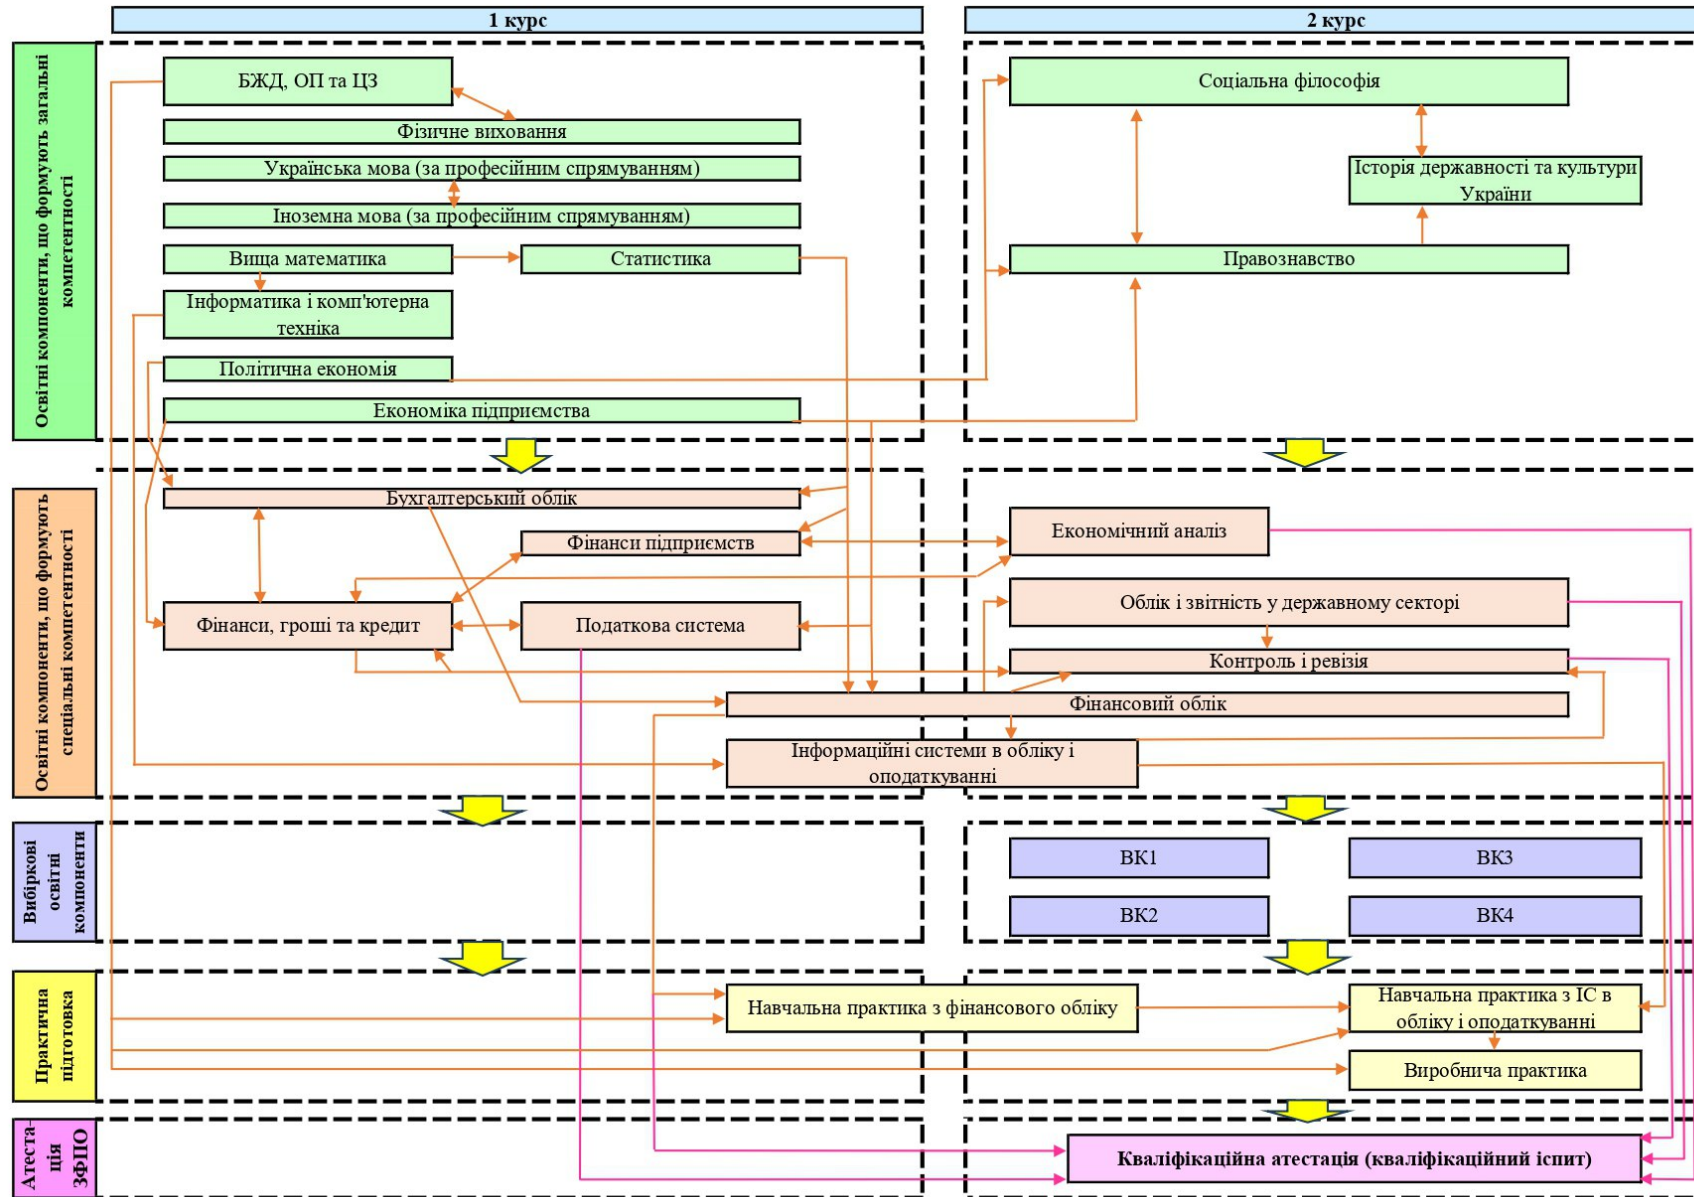 1 курс
2 курс
Освітні компоненти, що формують загальні
компетентності
БЖД, ОП та ЦЗ
Фізичне виховання
Українська мова (за професійним спрямуванням)
Іноземна мова (за професійним спрямуванням)
Вища математика
Статистика
Інформатика і комп'ютерна
техніка
Політична економія
Економіка підприємства
Соціальна філософія
Історія державності та культури
України
Правознавство
Освітні компоненти, що формують
спеціальні компетентності
Бухгалтерський облік
Фінанси підприємств
Фінанси, гроші та кредит
Податкова система
Економічний аналіз
Облік і звітність у державному секторі
Контроль і ревізія
Фінансовий облік
Інформаційні системи в обліку і
оподаткуванні
Вибіркові
освітні
компоненти
ВК1
ВК3
ВК2
ВК4
Практична
підготовка
Навчальна практика з фінансового обліку
Навчальна практика з ІС в
обліку і оподаткуванні
Виробнича практика
Атеста-
ція
ЗФПО
Кваліфікаційна атестація (кваліфікаційний іспит)